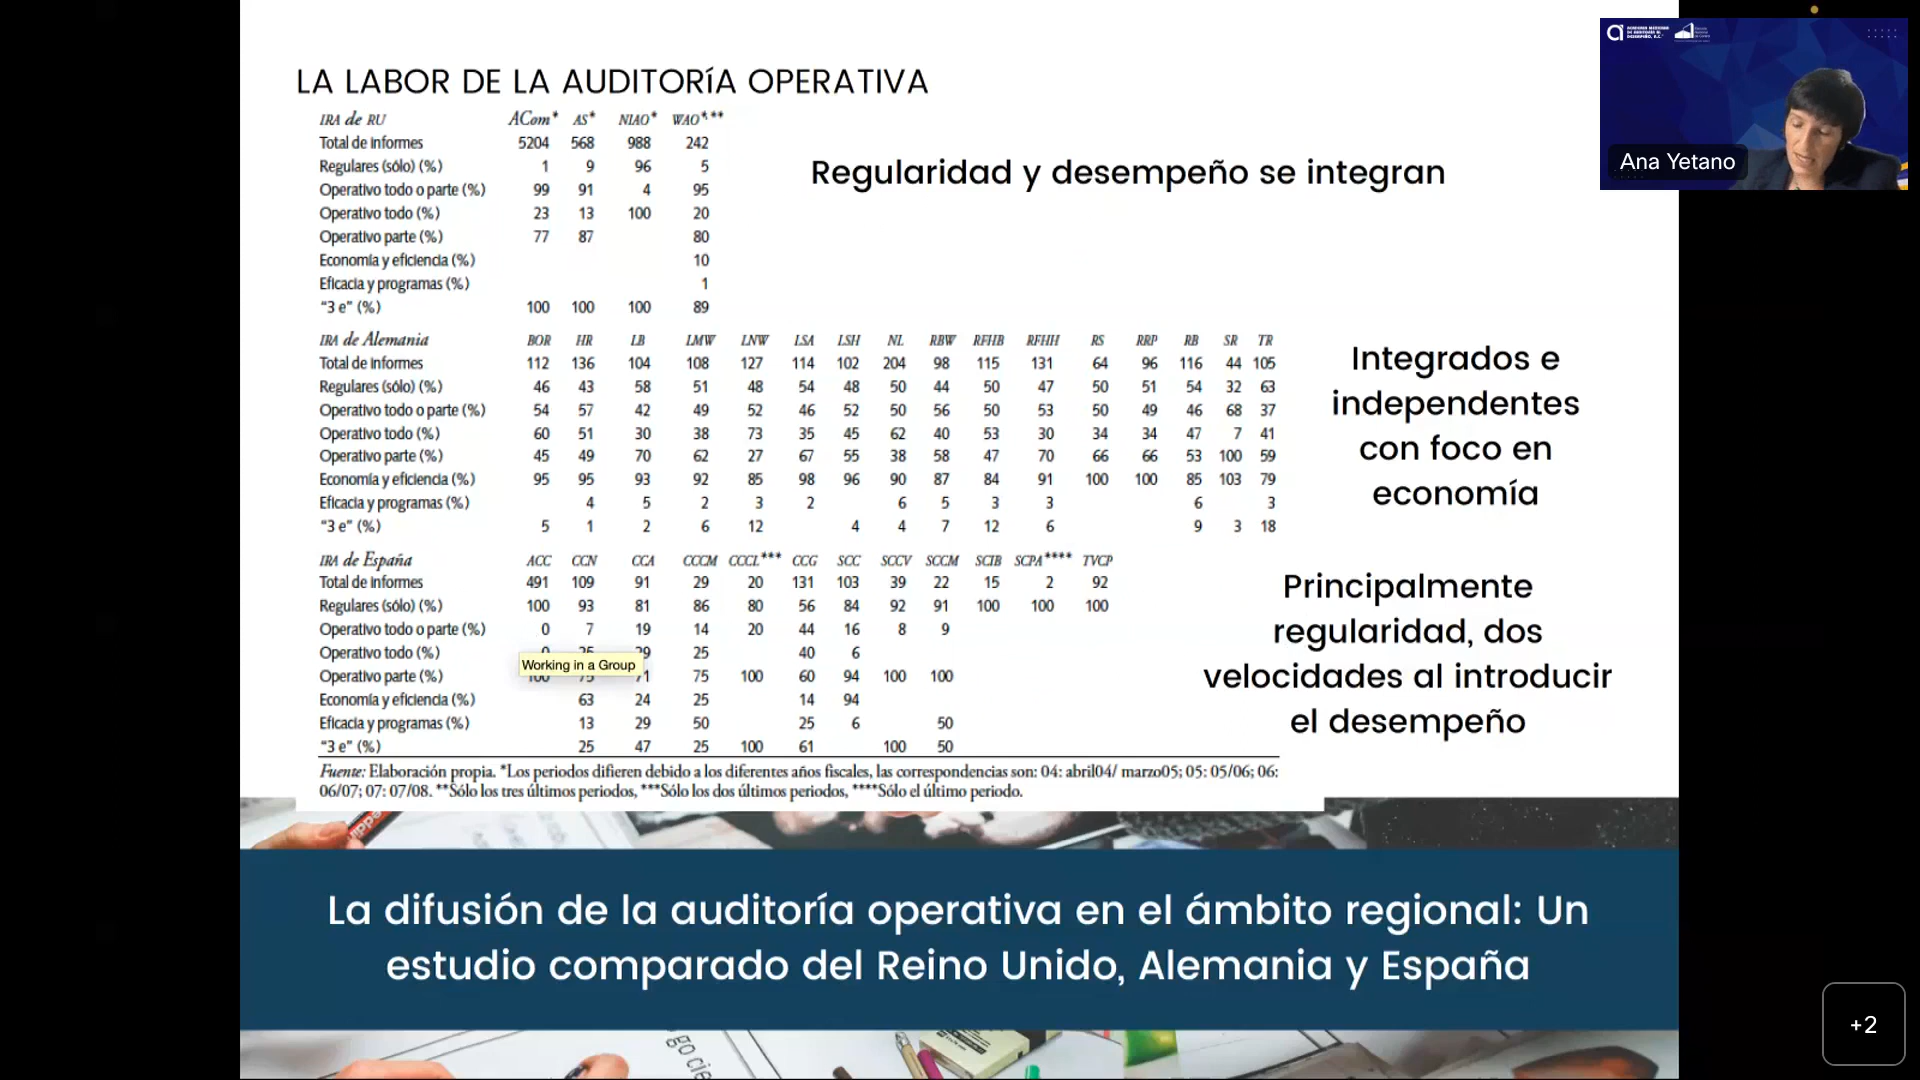 LA LABOR DE LA AUDITORíA OPERATIVA
IRA de RU ACom* AS* NIAO* WAO*,**
Total de informes 5204 568 988 242
Regulares (sólo) (%) 1 9 96 5
Operativo todo o parte (%) 99 91 4 95
Operativo todo (%) 23 13 100 20
Operativo parte (%) 77 87 80
Economía y eficiencia (%) 10
Eficacia y programas (%) 1
"3 e" (%) 100 100 100 89
Regularidad y desempeño se integran
Ana Yetano
IRA de Alemania BOR HR LB LMW LNW LSA LSH NL RBW RFHB RFHH RS RRP RB SR TR
Total de informes 112 136 104 108 127 114 102 204 98 115 131 64 96 116 44 105
Regulares (sólo) (%) 46 43 58 51 48 54 48 50 44 50 47 50 51 54 32 63
Operativo todo o parte (%) 54 57 42 49 52 46 52 50 56 50 53 50 49 46 68 37
Operativo todo (%) 60 51 30 38 73 35 45 62 40 53 30 34 34 47 7 41
Operativo parte (%) 45 49 70 62 27 67 55 38 58 47 70 66 66 53 100 59
Economía y eficiencia (%) 95 95 93 92 85 98 96 90 87 84 91 100 100 85 103 79
Eficacia y programas (%) 4 5 2 3 2 6 5 3 3 6 3
"3 e" (%) 5 1 2 6 12 4 4 7 12 6 9 3 18
Integrados e
independentes
con foco en
economía
IRA de España ACC CCN CCA CCCM CCCL*** CCG SCC SCCV SCCM SCIB SCPA**** TVCP
Total de informes 491 109 91 29 20 131 103 39 22 15 2 92
Regulares (sólo) (%) 100 93 81 86 80 56 84 92 91 100 100 100
Operativo todo o parte (%) 0 7 19 14 20 44 16 8 9
Operativo todo (%) 25 40 6
Working in a Group
Operativo parte (%) 75 100 60 94 100 100
Economía y eficiencia (%) 63 24 25 14 94
Eficacia y programas (%) 13 29 50 25 6 50
"3 e" (%) 25 47 25 100 61 100 50
Principalmente
regularidad, dos
velocidades al introducir
el desempeño
Fuente: Elaboración propia. *Los periodos difieren debido a los diferentes años fiscales, las correspondencias son: 04: abril04/ marzo05; 05: 05/06; 06:
06/07; 07: 07/08. **Sólo los tres últimos periodos, ***Sólo los dos últimos periodos, ****Sólo el último periodo.
La difusión de la auditoría operativa en el ámbito regional: Un
estudio comparado del Reino Unido, Alemania y España
+2